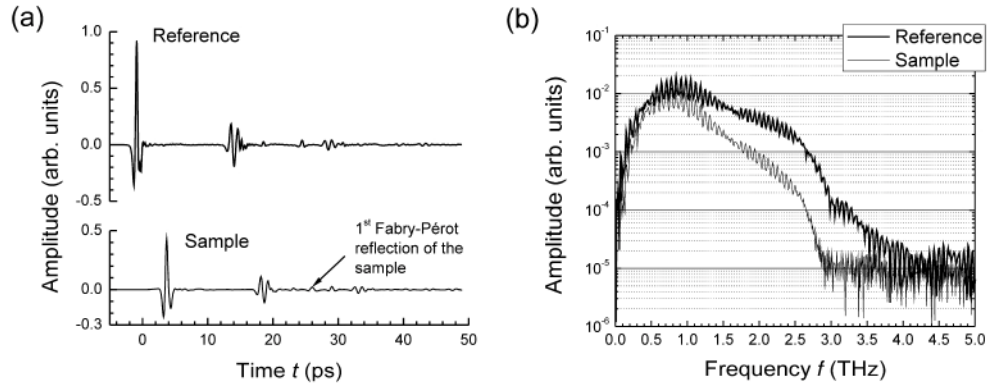 (a)
1.0
0.5
0.0
-0.5
0.5
0.0
-0.3
Amplitude (arb. units)
Reference
Sample
1st Fabry-Pérot
reflection of the
sample
0 10 20 30 40 50
Time t (ps)
(b)
10-1
10-2
10-3
10-4
10-5
10-6
Amplitude (arb. units)
Reference
Sample
0.0 0.5 1.0 1.5 2.0 2.5 3.0 3.5 4.0 4.5 5.0
Frequency f (THz)